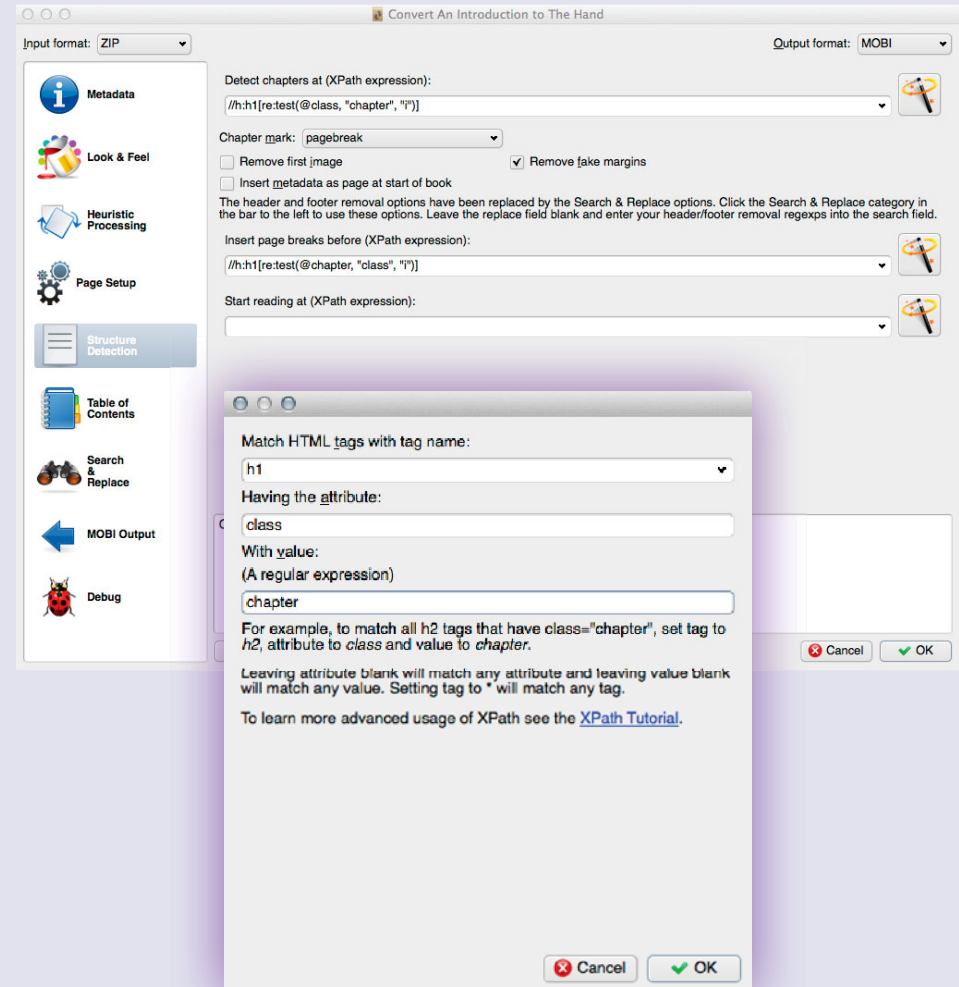 Convert An Introduction to The Hand
Input format: ZIP
Output format: MOBI
Metadata
Look & Feel
Heuristic
Processing
Page Setup
Structure
Detection
Table of
Contents
Search
&
Replace
MOBI Output
Debug
Detect chapters at (XPath expression):
//h:h1[re:test(@class, "chapter", "i")]
Chapter mark: pagebreak
Remove first image
Remove fake margins
Insert metadata as page at start of book
The header and footer removal options have been replaced by the Search & Replace options. Click the Search & Replace category in
the bar to the left to use these options. Leave the replace field blank and enter your header/footer removal regexps into the search field.
Insert page breaks before (XPath expression):
//h:h1[re:test(@chapter, "class", "i")]
Start reading at (XPath expression):
Match HTML tags with tag name:
h1
Having the attribute:
class
With value:
(A regular expression)
chapter
For example, to match all h2 tags that have class="chapter", set tag to
h2, attribute to class and value to chapter.
Leaving attribute blank will match any attribute and leaving value blank
will match any value. Setting tag to * will match any tag.
To learn more advanced usage of XPath see the XPath Tutorial.
Cancel
OK
Cancel
OK